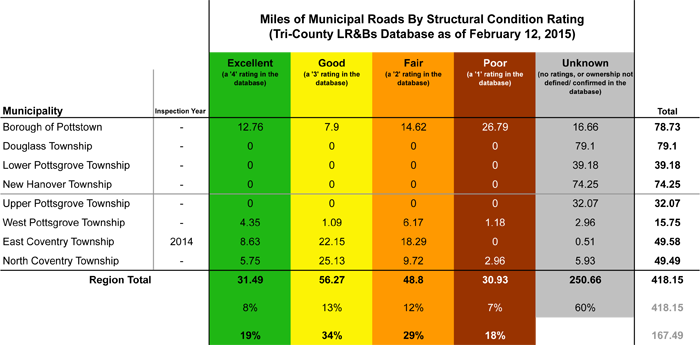 Miles of Municipal Roads By Structural Condition Rating
(Tri-County LR&Bs Database as of February 12, 2015)
Excellent Good Fair Poor Unknown
(a '4' rating in the (a '3' rating in the (a '2' rating in the (a '1' rating in the (no ratings, or ownership not
database) database) database) database) defined/ confirmed in the
database)
Municipality Inspection Year Total
Borough of Pottstown - 12.76 7.9 14.62 26.79 16.66 78.73
Douglass Township - 0 0 0 0 79.1 79.1
Lower Pottsgrove Township - 0 0 0 0 39.18 39.18
New Hanover Township - 0 0 0 0 74.25 74.25
Upper Pottsgrove Township - 0 0 0 0 32.07 32.07
West Pottsgrove Township - 4.35 1.09 6.17 1.18 2.96 15.75
East Coventry Township 2014 8.63 22.15 18.29 0 0.51 49.58
North Coventry Township - 5.75 25.13 9.72 2.96 5.93 49.49
Region Total 31.49 56.27 48.8 30.93 250.66 418.15
8% 13% 12% 7% 60% 418.15
19% 34% 29% 18% 167.49